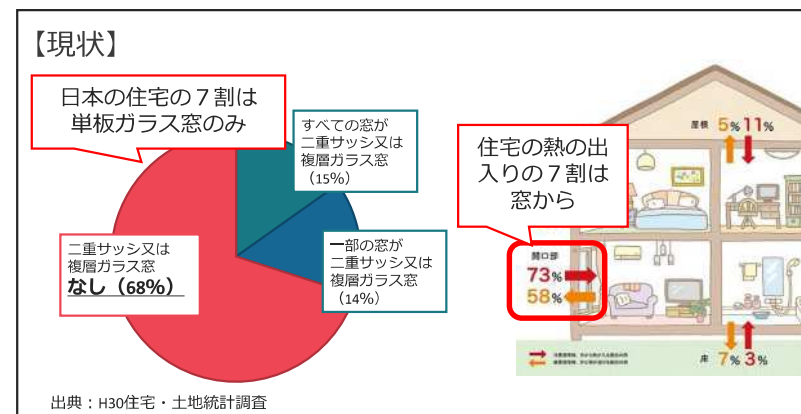 【現状】
日本の住宅の7割は
単板ガラス窓のみ
すべての窓が
二重サッシ又は
複層ガラス窓
（15%）
一部の窓が
二重サッシ又は
複層ガラス窓
（14%）
二重サッシ又は
複層ガラス窓
なし（68%）
出典：H30住宅・土地統計調査
住宅の熱の出
入りの7割は
窓から
屋根 5% 11%
開口部
73%
58%
床 7% 3%